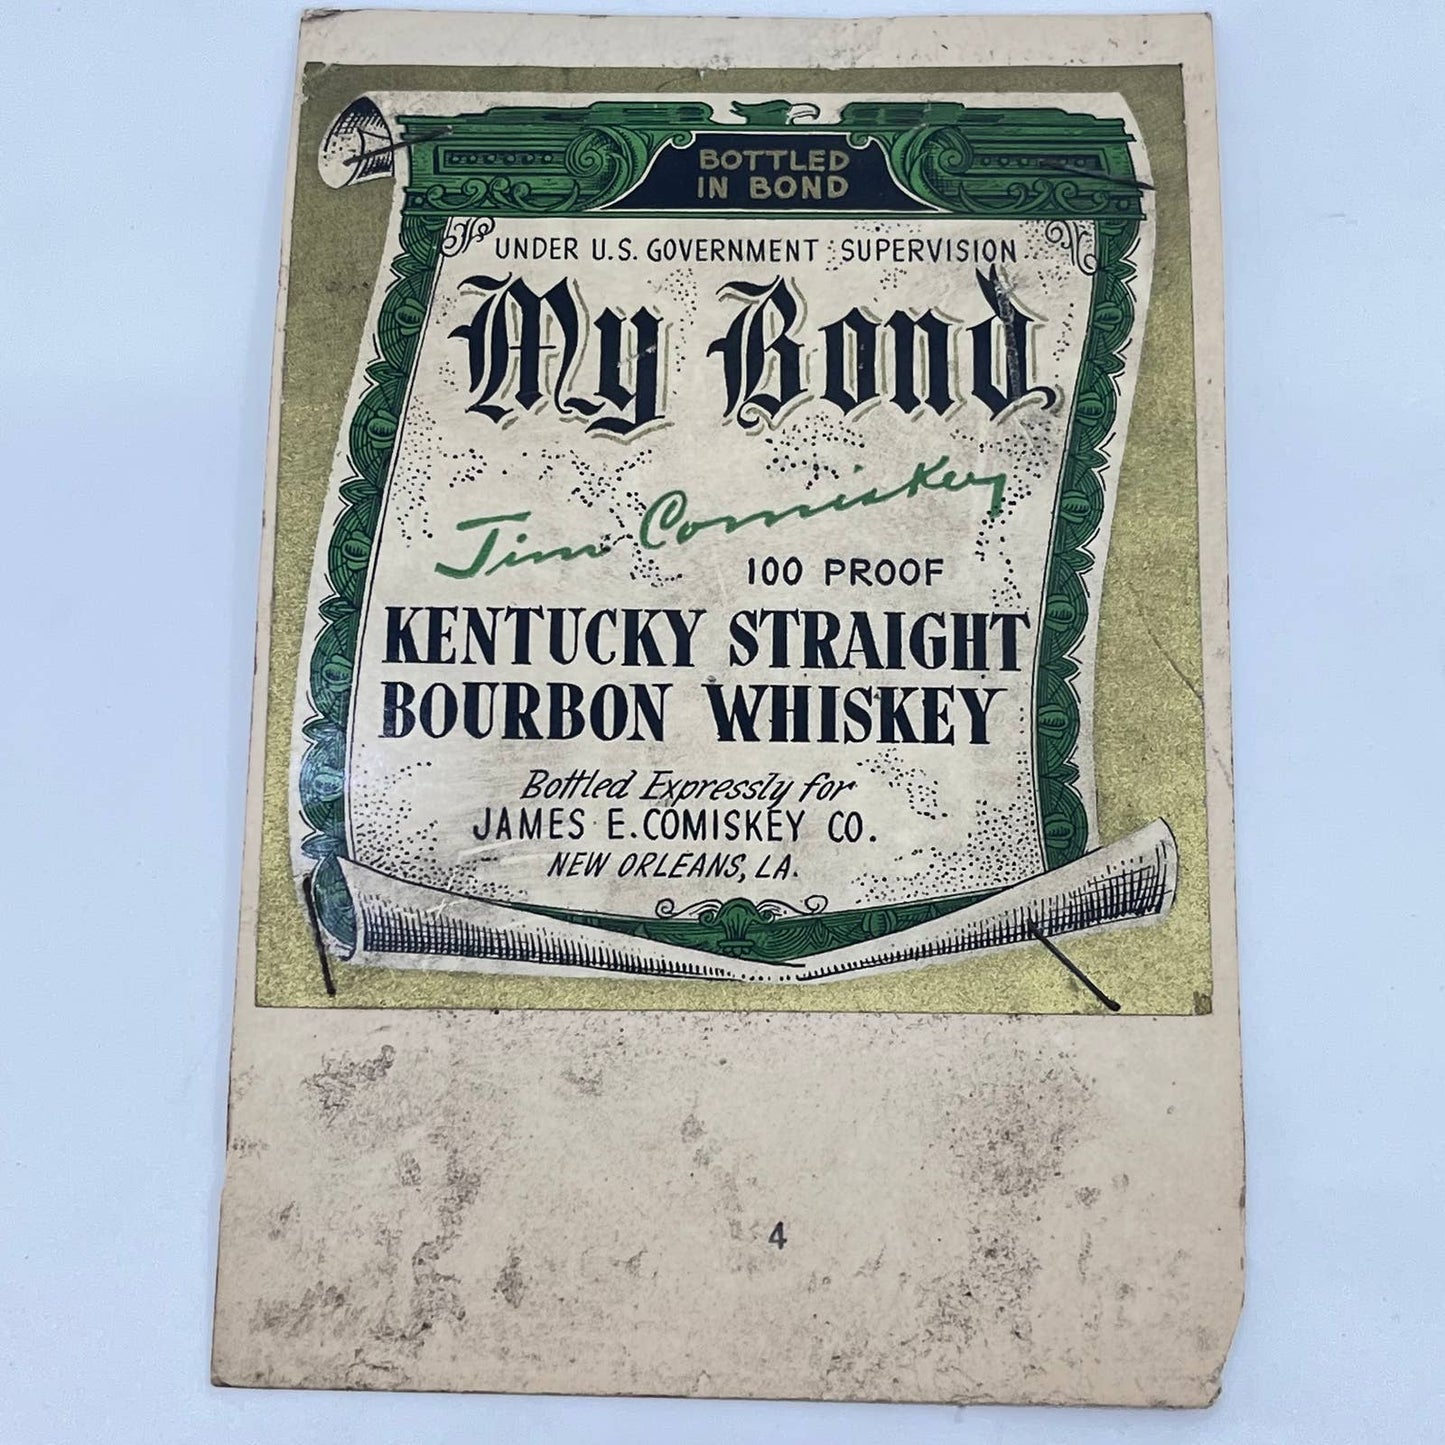 BOTTLED
IN BOND
UNDER U.S. GOVERNMENT SUPERVISION
My Bond
Jim Comiskey
100 PROOF
KENTUCKY STRAIGHT
BOURBON WHISKEY
Bottled Expressly for
JAMES E. COMISKEY CO.
NEW ORLEANS, LA.
4